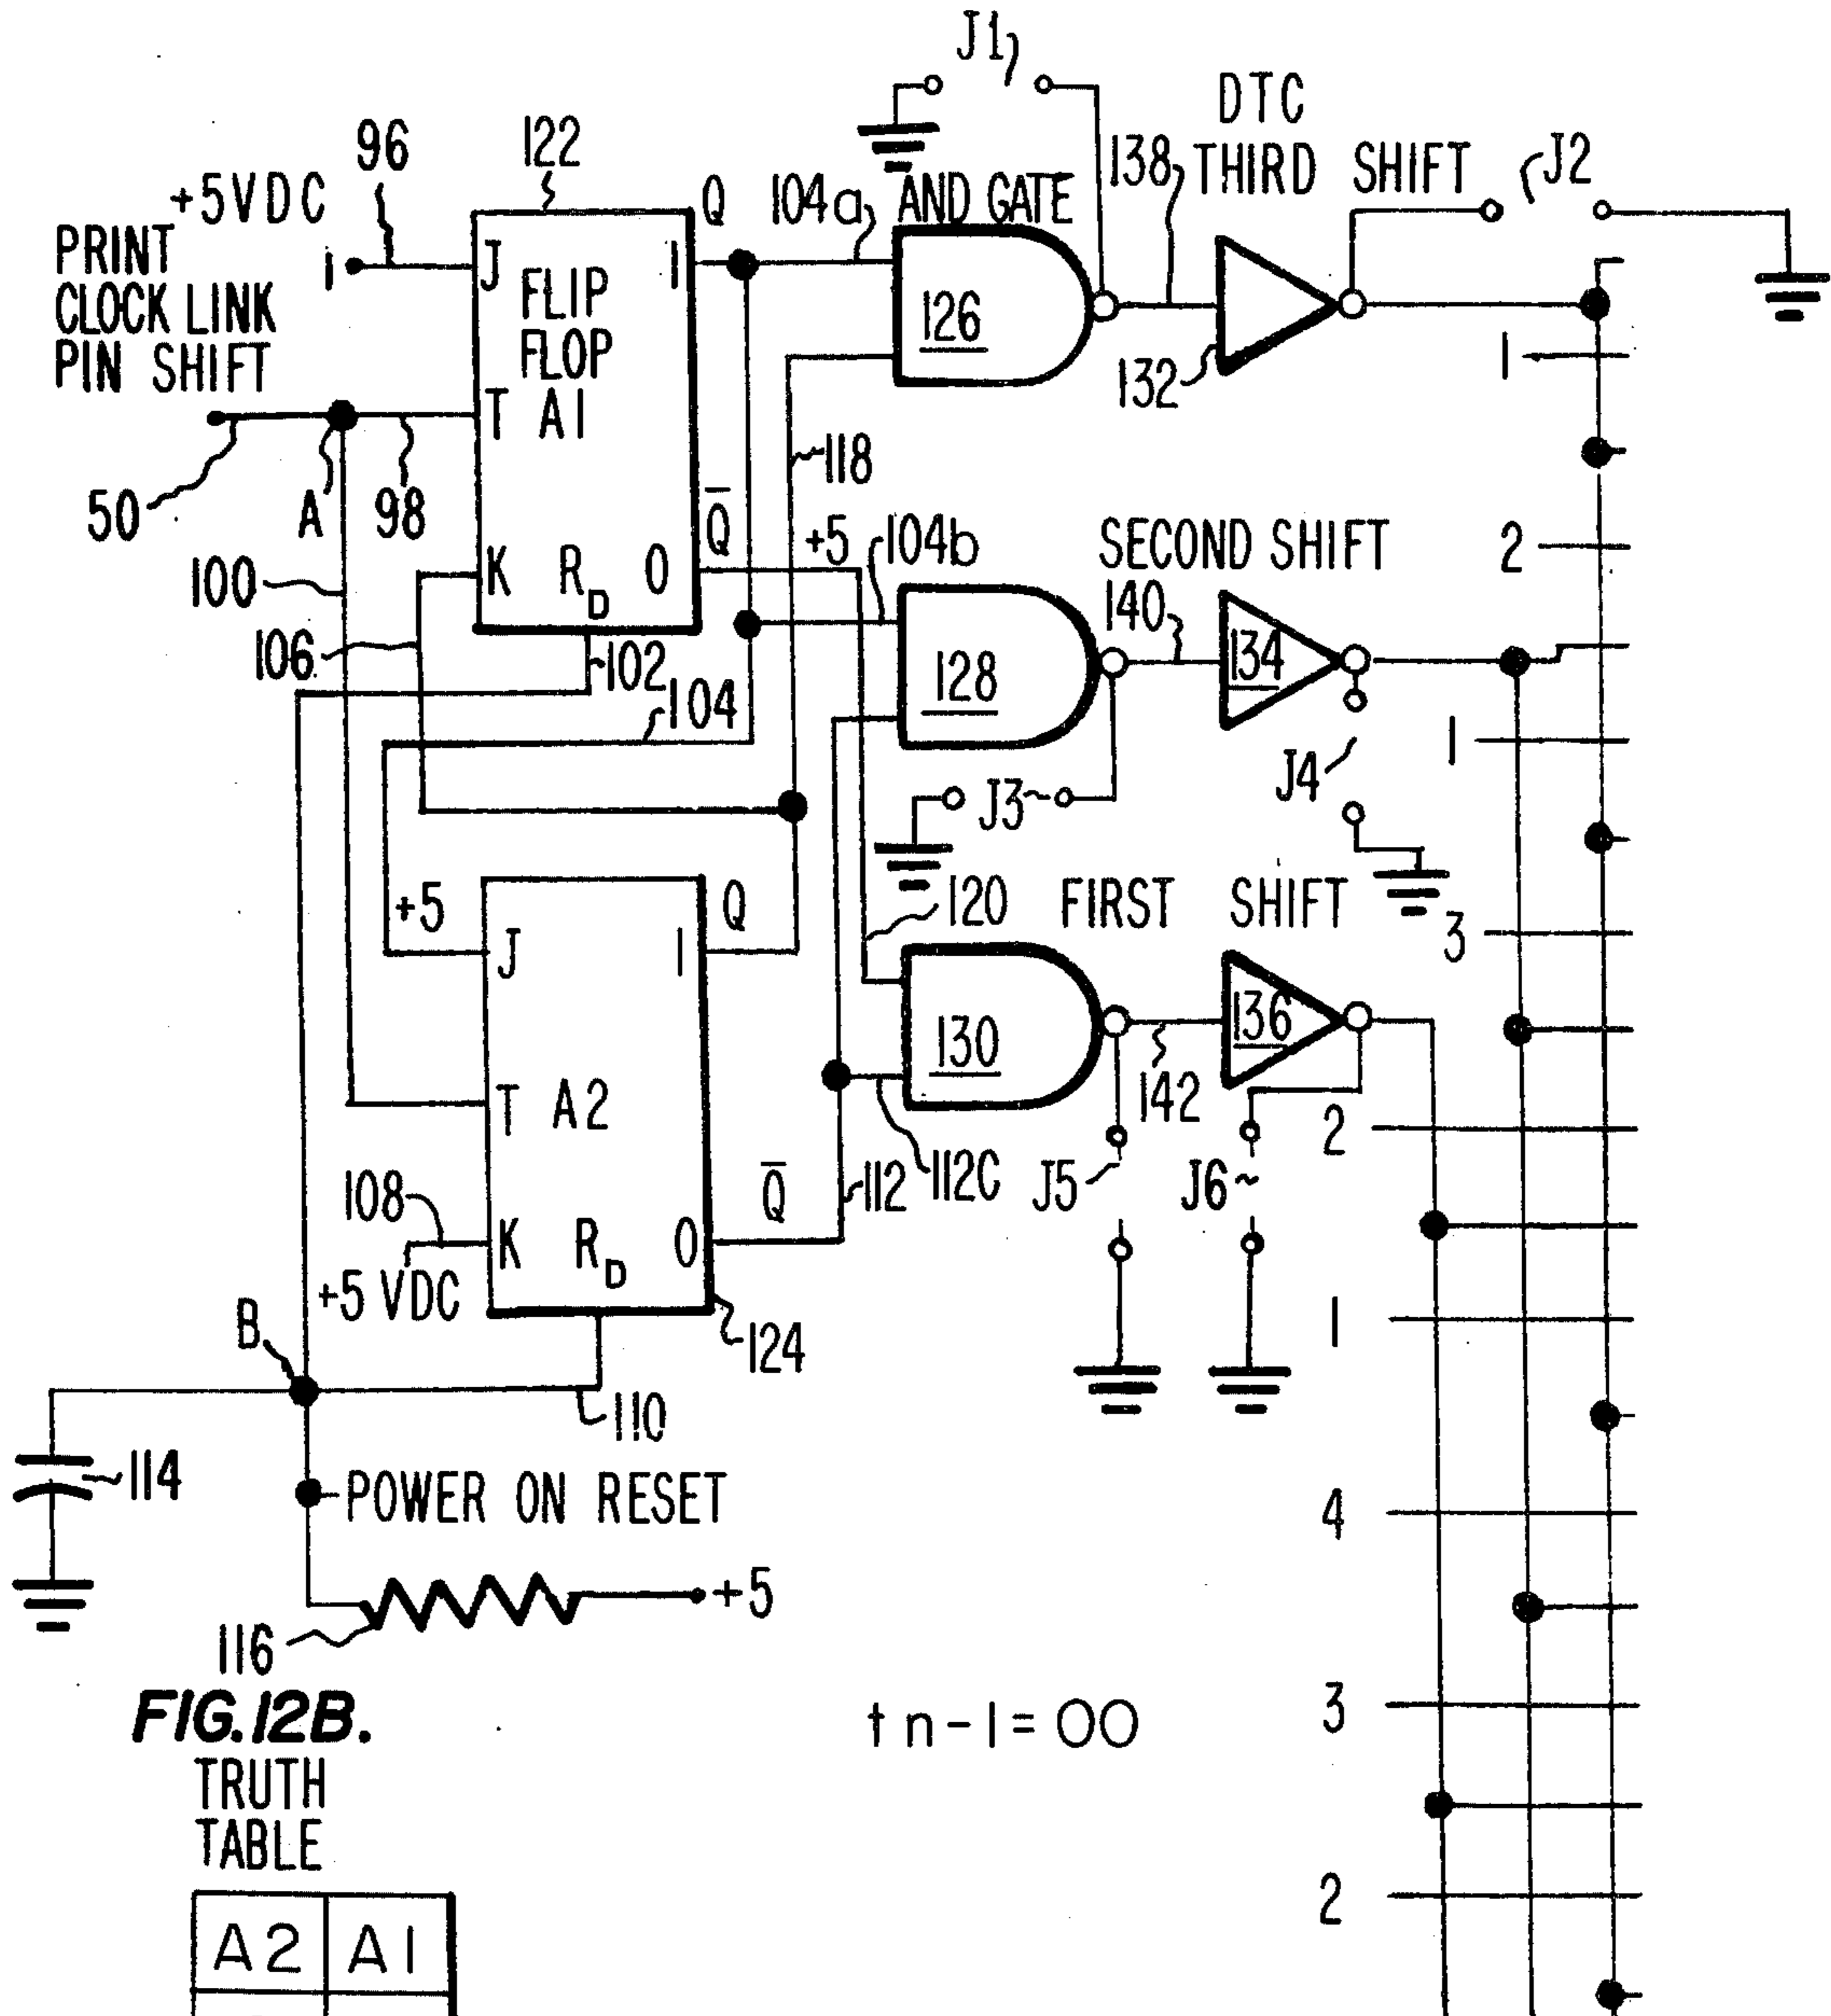 J1
DTC
THIRD SHIFT
J2
138
96
122
+5VDC
Q
104a
AND GATE
PRINT
CLOCK LINK
PIN SHIFT
1
J
FLIP
FLOP
1
126
132
1
T
A1
118
50
A
98
Q̅
+5
104b
SECOND SHIFT
2
100
K
R_D
0
140
106
102
128
134
104
1
J3
J4
+5
Q
120
FIRST SHIFT
3
J
1
130
136
T
A2
142
2
108
Q̅
112
112C
J5
J6
K
R_D
0
+5 VDC
1
B
124
110
114
4
POWER ON RESET
+5
116
FIG.12B.
3
tn-1=00
TRUTH
TABLE
2
A2
A1